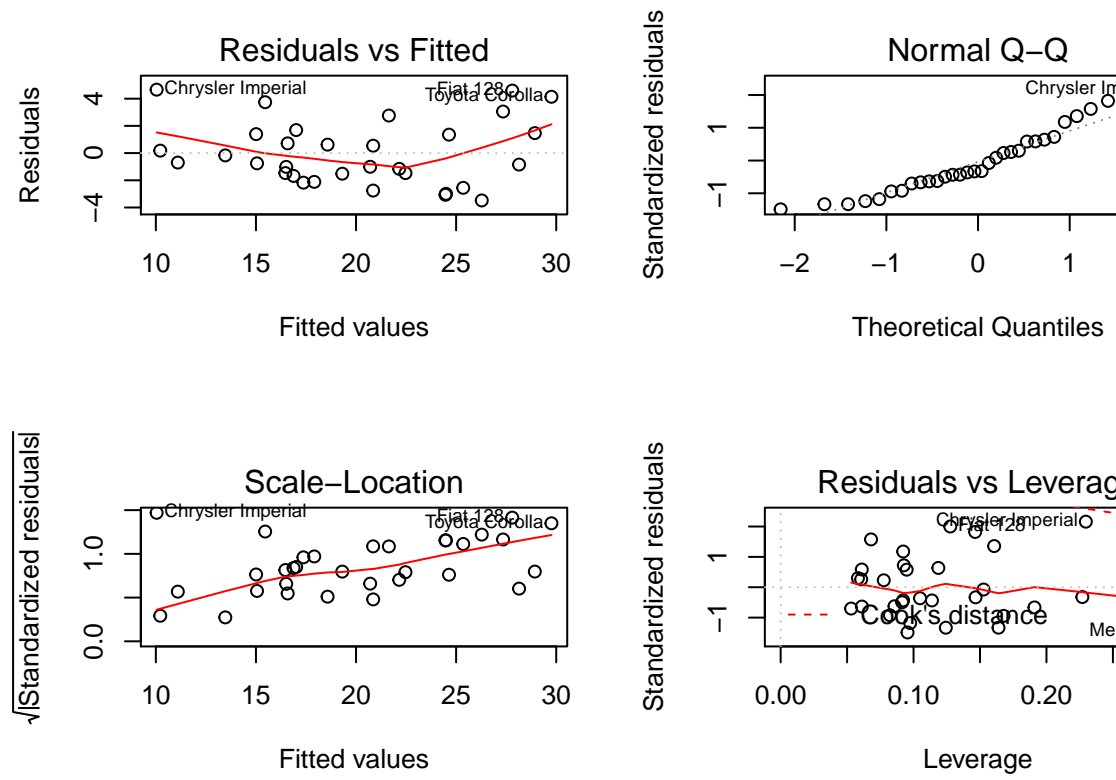 Residuals vs Fitted
Residuals
4
0
−4
Chrysler Imperial
Fiat 128
Toyota Corolla
10 15 20 25 30
Fitted values
Normal Q−Q
Standardized residuals
1
−1
Chrysler Im
−2 −1 0 1
Theoretical Quantiles
Scale−Location
√|Standardized residuals|
1.0
0.0
Chrysler Imperial
Fiat 128
Toyota Corolla
10 15 20 25 30
Fitted values
Residuals vs Leverag
Standardized residuals
1
−1
Chrysler Imperial
Fiat 128
Cook's distance
Me
0.00 0.10 0.20
Leverage